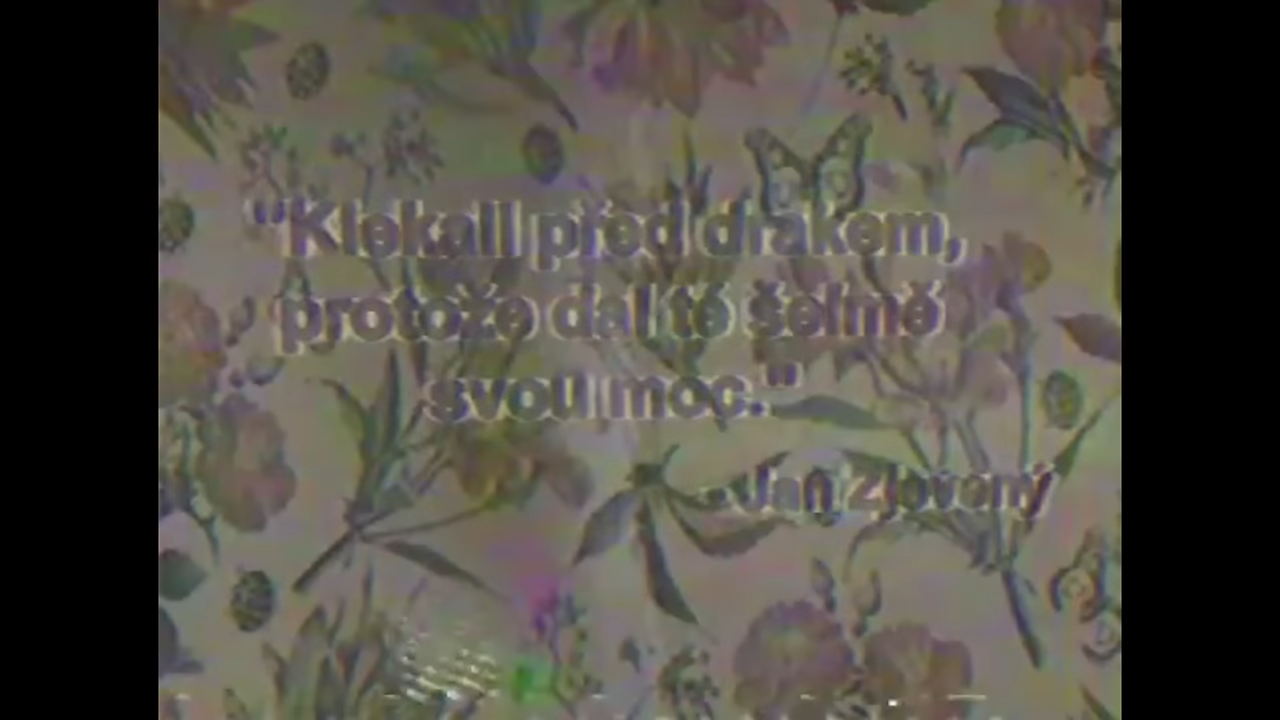 "Klekali před drakem,
protože dal té šelmě
svou moc."
- Jan Zjevený